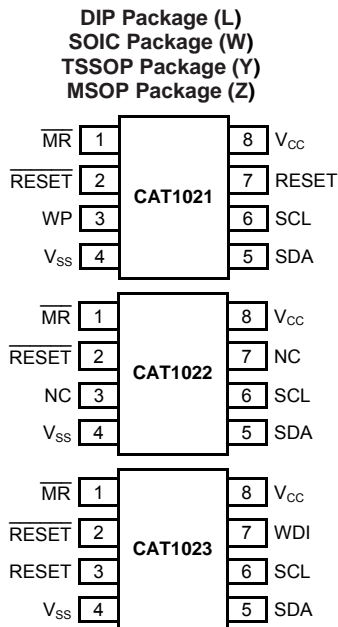 DIP Package (L)
SOIC Package (W)
TSSOP Package (Y)
MSOP Package (Z)
MR 1 CAT1021 8 VCC
RESET 2 7 RESET
WP 3 6 SCL
VSS 4 5 SDA
MR 1 CAT1022 8 VCC
RESET 2 7 NC
NC 3 6 SCL
VSS 4 5 SDA
MR 1 CAT1023 8 VCC
RESET 2 7 WDI
RESET 3 6 SCL
VSS 4 5 SDA